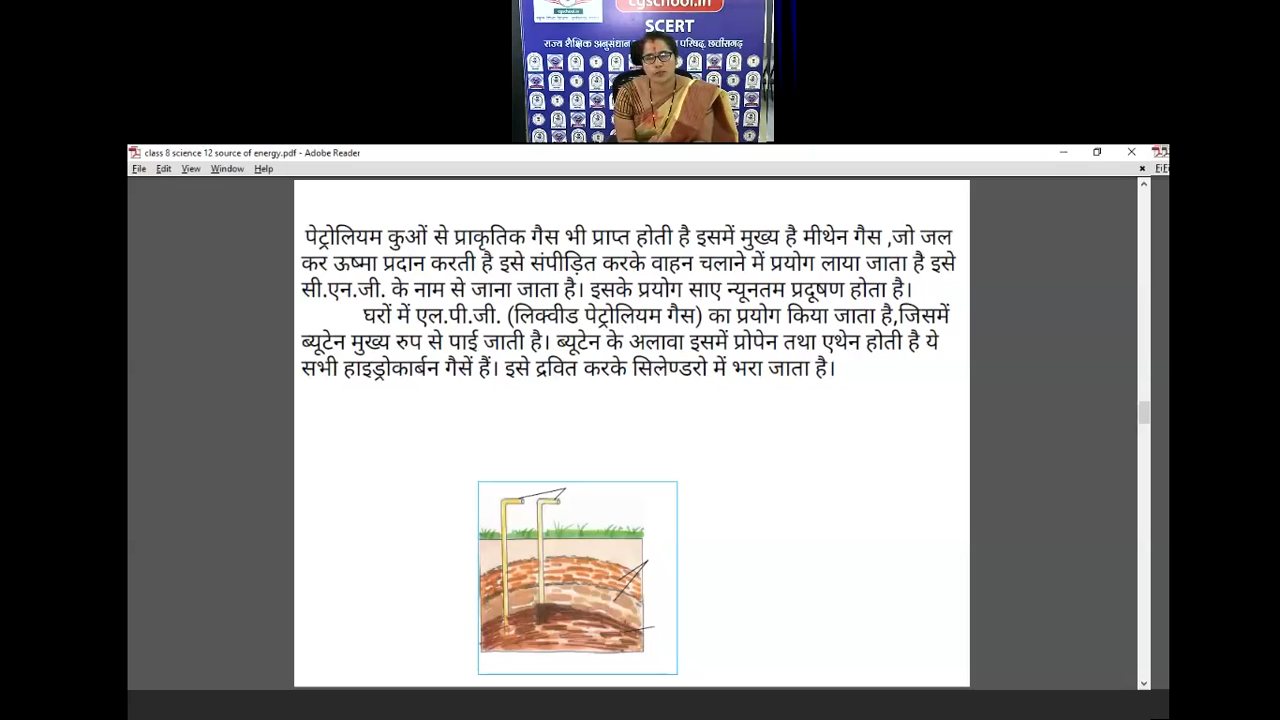 cgschool.in
SCERT
राज्य शैक्षिक अनुसंधान परिषद्, छत्तीसगढ़
class 8 science 12 source of energy.pdf - Adobe Reader
File Edit View Window Help
पेट्रोलियम कुओं से प्राकृतिक गैस भी प्राप्त होती है इसमें मुख्य है मीथेन गैस ,जो जल
कर ऊष्मा प्रदान करती है इसे संपीड़ित करके वाहन चलाने में प्रयोग लाया जाता है इसे
सी.एन.जी. के नाम से जाना जाता है। इसके प्रयोग साए न्यूनतम प्रदूषण होता है।
घरों में एल.पी.जी. (लिक्वीड पेट्रोलियम गैस) का प्रयोग किया जाता है,जिसमें
ब्यूटेन मुख्य रुप से पाई जाती है। ब्यूटेन के अलावा इसमें प्रोपेन तथा एथेन होती है ये
सभी हाइड्रोकार्बन गैसें हैं। इसे द्रवित करके सिलेण्डरो में भरा जाता है।